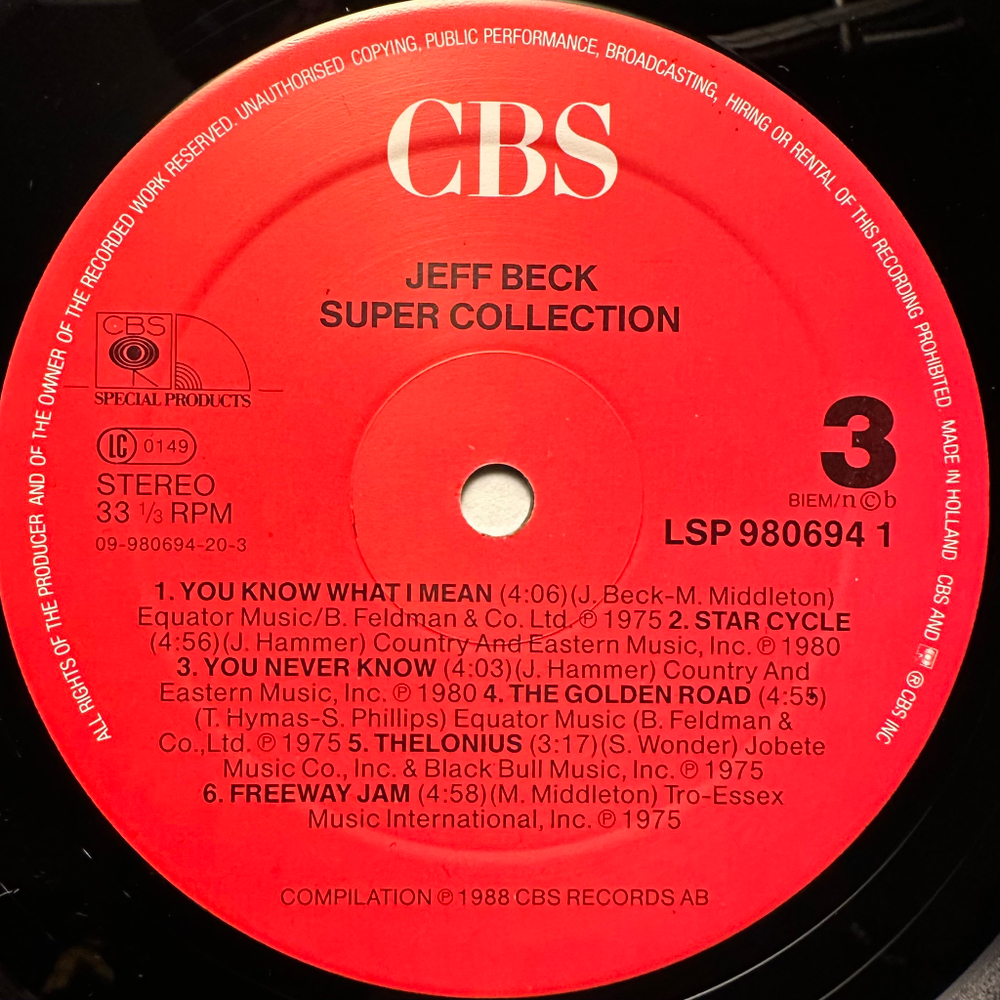 ALL RIGHTS OF THE PRODUCER AND OF THE OWNER OF THE RECORDED WORK RESERVED. UNAUTHORISED COPYING, PUBLIC PERFORMANCE, BROADCASTING, HIRING OR RENTAL OF THIS RECORDING PROHIBITED MADE IN HOLLAND CBS AND ® CBS INC
CBS
JEFF BECK
SUPER COLLECTION
CBS
SPECIAL PRODUCTS
LC 0149
STEREO
33 1/3 RPM
09-980694-20-3
3
BIEM/n©b
LSP 980694 1
1. YOU KNOW WHAT I MEAN (4:06)(J. Beck-M. Middleton)
Equator Music/B. Feldman & Co. Ltd. ℗ 1975 2. STAR CYCLE
(4:56)(J. Hammer) Country And Eastern Music, Inc. ℗ 1980
3. YOU NEVER KNOW (4:03)(J. Hammer) Country And
Eastern Music, Inc. ℗ 1980 4. THE GOLDEN ROAD (4:55)
(T. Hymas-S. Phillips) Equator Music (B. Feldman &
Co.,Ltd. ℗ 1975 5. THELONIUS (3:17)(S. Wonder) Jobete
Music Co., Inc. & Black Bull Music, Inc. ℗ 1975
6. FREEWAY JAM (4:58)(M. Middleton) Tro-Essex
Music International, Inc. ℗ 1975
COMPILATION ℗ 1988 CBS RECORDS AB